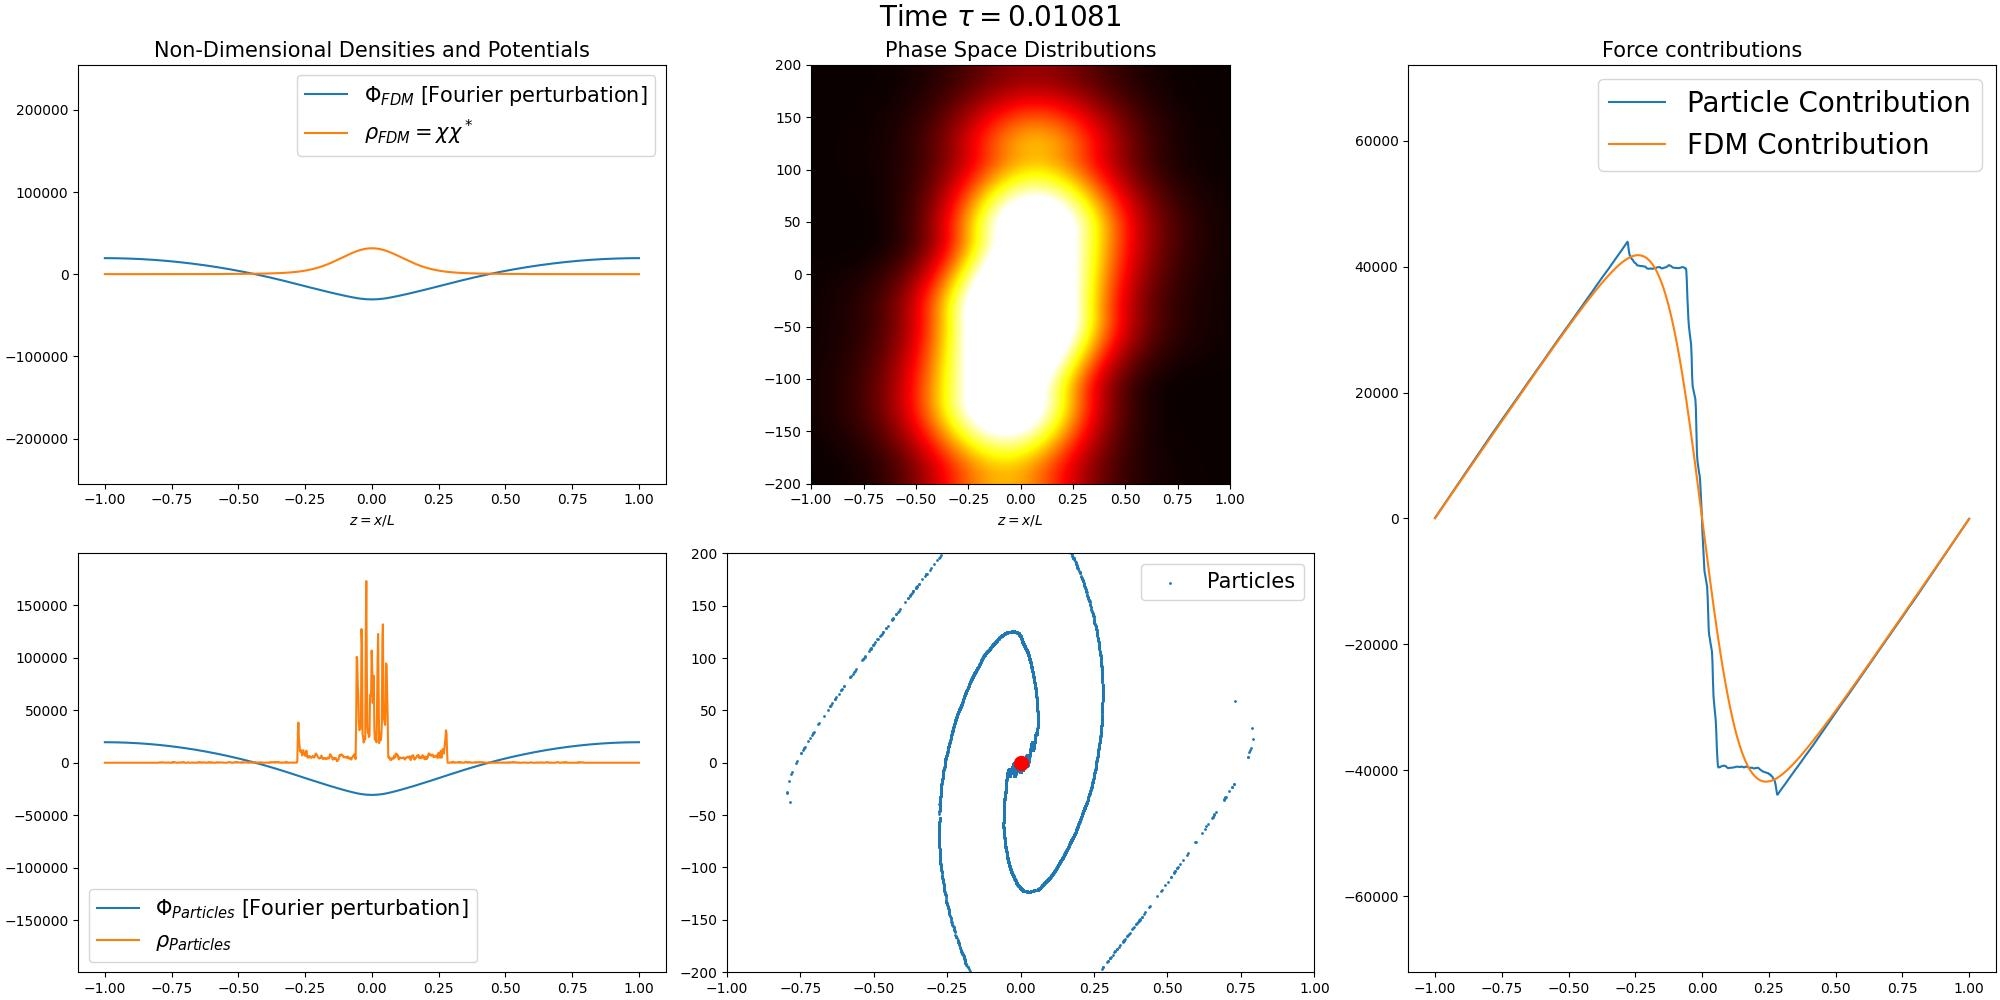 Time τ = 0.01081
Non-Dimensional Densities and Potentials
Φ_FDM [Fourier perturbation]
ρ_FDM = χχ*
200000
100000
0
−100000
−200000
−1.00 −0.75 −0.50 −0.25 0.00 0.25 0.50 0.75 1.00
z = x/L
Phase Space Distributions
200
150
100
50
0
−50
−100
−150
−200
−1.00 −0.75 −0.50 −0.25 0.00 0.25 0.50 0.75 1.00
z = x/L
Force contributions
Particle Contribution
FDM Contribution
60000
40000
20000
0
−20000
−40000
−60000
−1.00 −0.75 −0.50 −0.25 0.00 0.25 0.50 0.75 1.00
150000
100000
50000
0
−50000
−100000
−150000
Φ_Particles [Fourier perturbation]
ρ_Particles
−1.00 −0.75 −0.50 −0.25 0.00 0.25 0.50 0.75 1.00
Particles
200
150
100
50
0
−50
−100
−150
−200
−1.00 −0.75 −0.50 −0.25 0.00 0.25 0.50 0.75 1.00